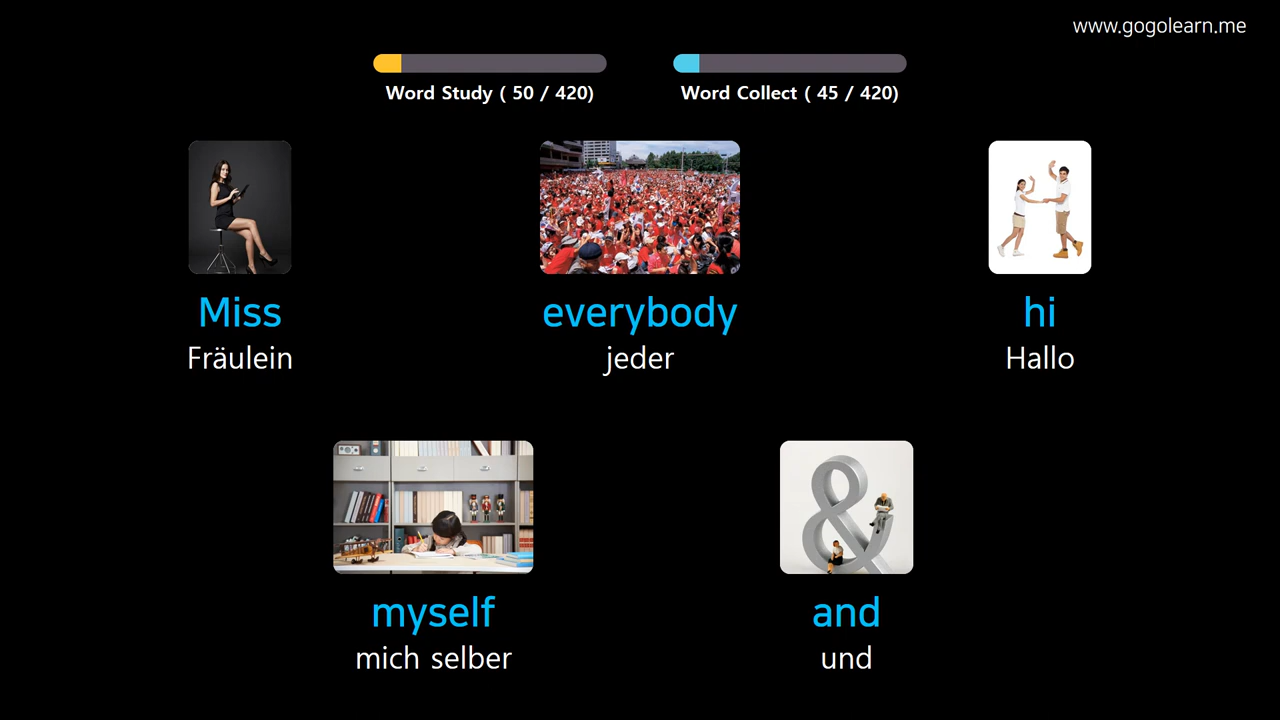 www.gogolearn.me
Word Study ( 50 / 420)
Word Collect ( 45 / 420)
Miss
Fräulein
everybody
jeder
hi
Hallo
myself
mich selber
and
und
&